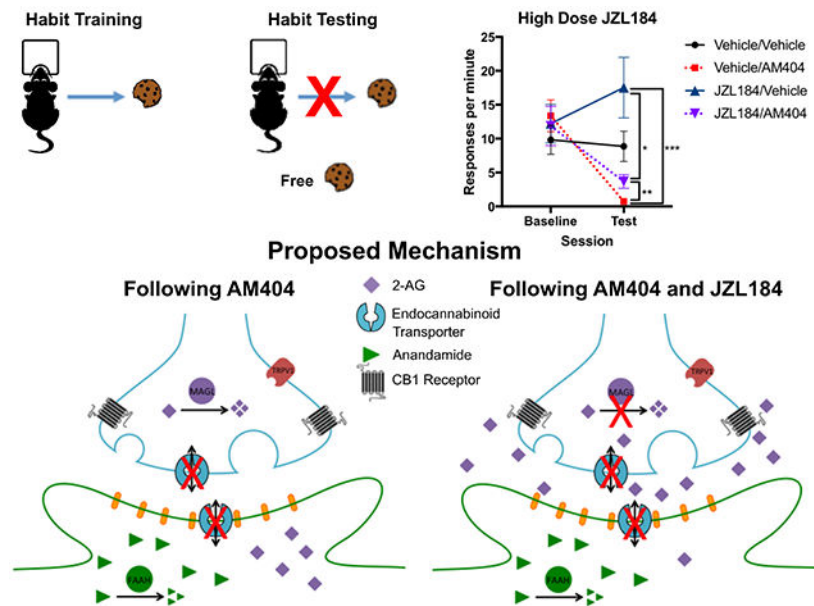 Habit Training
Habit Testing
Free
High Dose JZL184
Responses per minute
25
20
15
10
5
0
Baseline
Test
Session
*
**
***
Vehicle/Vehicle
Vehicle/AM404
JZL184/Vehicle
JZL184/AM404
Proposed Mechanism
Following AM404
2-AG
Endocannabinoid
Transporter
Anandamide
CB1 Receptor
Following AM404 and JZL184
MAGL
TRPV1
FAAH
MAGL
TRPV1
FAAH